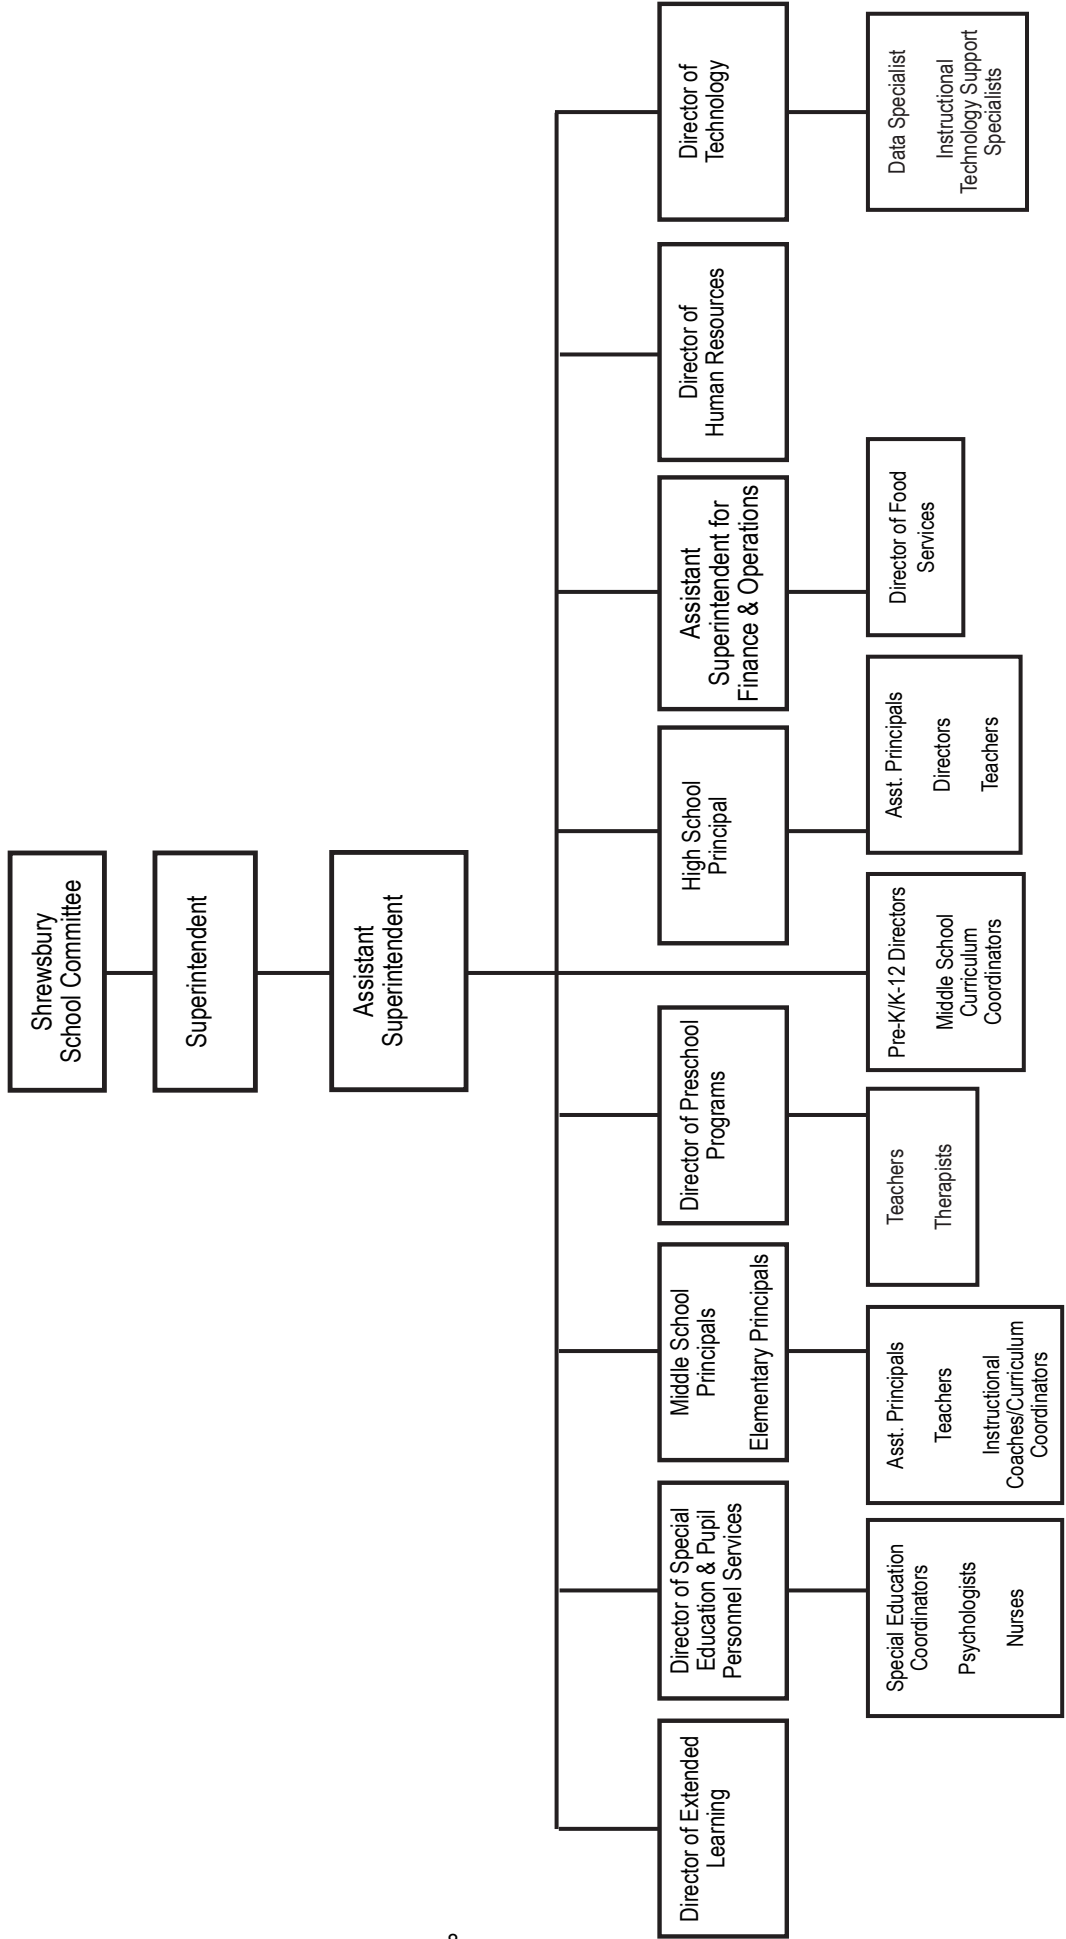 Shrewsbury
School Committee
Superintendent
Assistant
Superintendent
Director of Extended
Learning
Director of Special
Education & Pupil
Personnel Services
Middle School
Principals
Elementary Principals
Director of Preschool
Programs
High School
Principal
Assistant
Superintendent for
Finance & Operations
Director of
Human Resources
Director of
Technology
Special Education
Coordinators
Psychologists
Nurses
Asst. Principals
Teachers
Instructional
Coaches/Curriculum
Coordinators
Teachers
Therapists
Pre-K/K-12 Directors
Middle School
Curriculum
Coordinators
Asst. Principals
Directors
Teachers
Director of Food
Services
Data Specialist
Instructional
Technology Support
Specialists